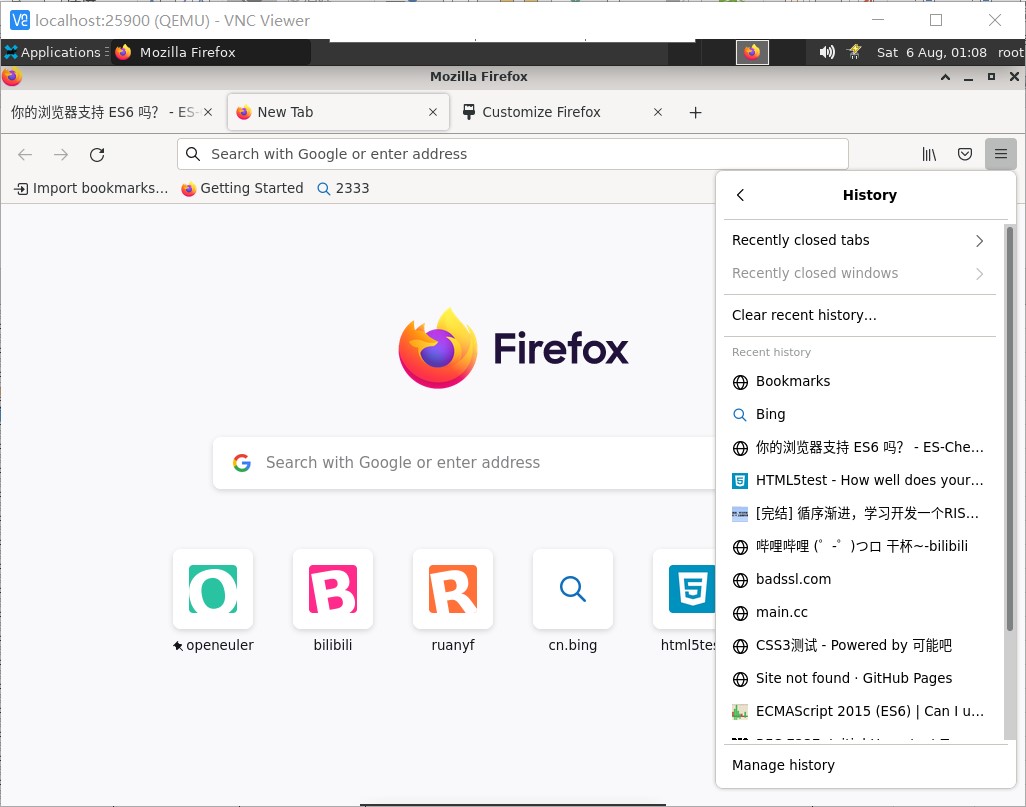 localhost:25900 (QEMU) - VNC Viewer
Applications
Mozilla Firefox
Sat 6 Aug, 01:08 root
Mozilla Firefox
你的浏览器支持 ES6 吗? - ES-
New Tab
Customize Firefox
Search with Google or enter address
Import bookmarks...
Getting Started
2333
History
Recently closed tabs
Recently closed windows
Clear recent history...
Recent history
Bookmarks
Bing
你的浏览器支持 ES6 吗? - ES-Che...
HTML5test - How well does your...
[完结] 循序渐进，学习开发一个RIS...
哔哩哔哩 (゜-゜)つロ 干杯~-bilibili
badssl.com
main.cc
CSS3测试 - Powered by 可能吧
Site not found · GitHub Pages
ECMAScript 2015 (ES6) | Can I u...
Manage history
Firefox
Search with Google or enter address
openeuler
bilibili
ruanyf
cn.bing
html5tes